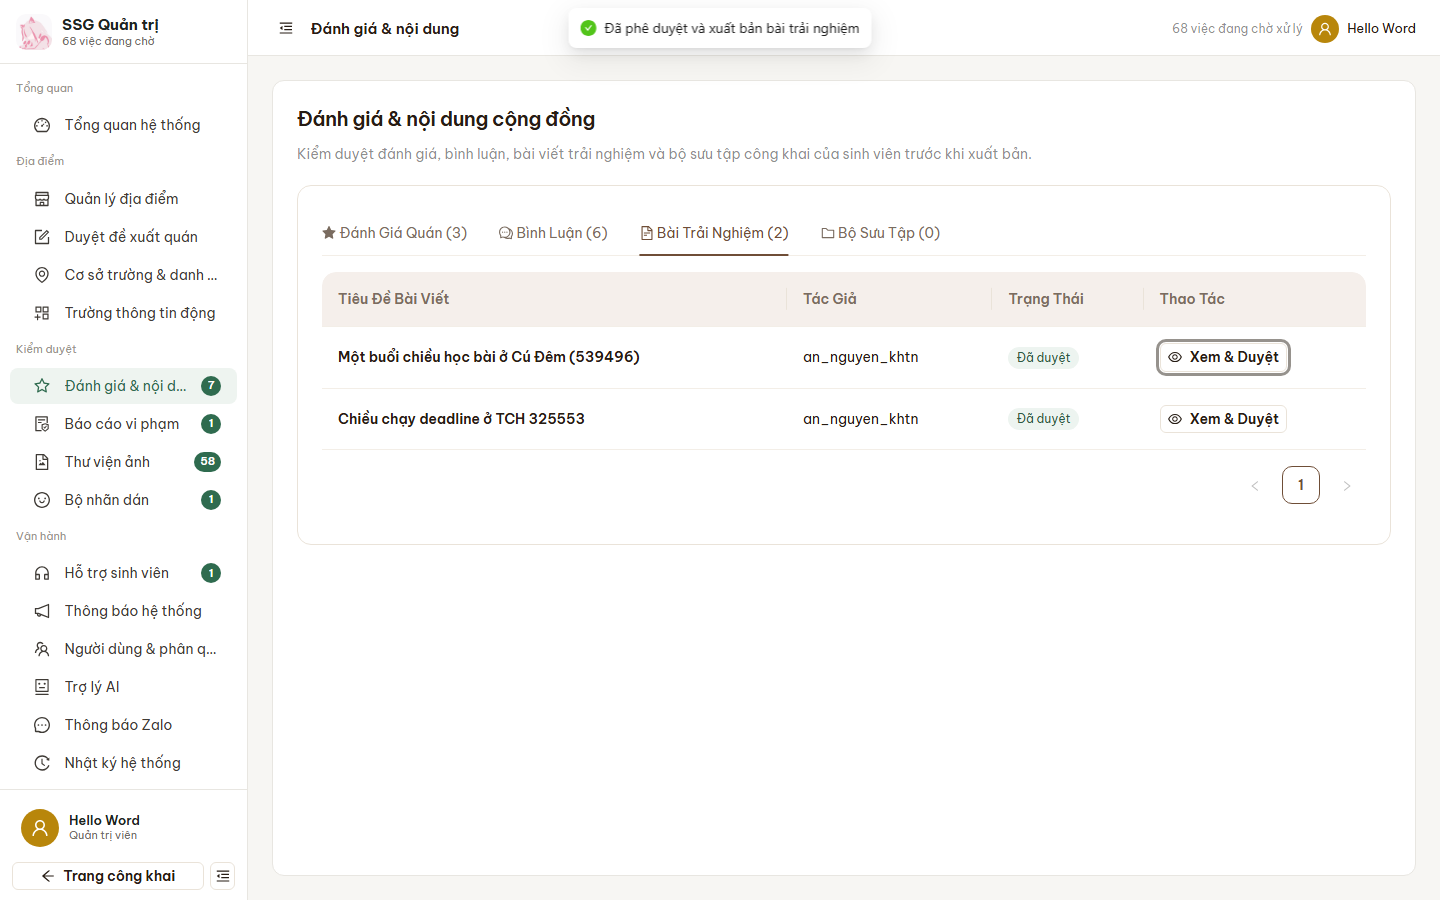 SSG Quản trị
68 việc đang chờ
Đánh giá & nội dung
Đã phê duyệt và xuất bản bài trải nghiệm
68 việc đang chờ xử lý
Hello Word
Tổng quan
Tổng quan hệ thống
Địa điểm
Quản lý địa điểm
Duyệt đề xuất quán
Cơ sở trường & danh ...
Trường thông tin động
Kiểm duyệt
Đánh giá & nội d... 7
Báo cáo vi phạm 1
Thư viện ảnh 58
Bộ nhãn dán 1
Vận hành
Hỗ trợ sinh viên 1
Thông báo hệ thống
Người dùng & phân q...
Trợ lý AI
Thông báo Zalo
Nhật ký hệ thống
Hello Word
Quản trị viên
Trang công khai
Đánh giá & nội dung cộng đồng
Kiểm duyệt đánh giá, bình luận, bài viết trải nghiệm và bộ sưu tập công khai của sinh viên trước khi xuất bản.
Đánh Giá Quán (3) Bình Luận (6) Bài Trải Nghiệm (2) Bộ Sưu Tập (0)
Tiêu Đề Bài Viết Tác Giả Trạng Thái Thao Tác
Một buổi chiều học bài ở Cú Đêm (539496) an_nguyen_khtn Đã duyệt Xem & Duyệt
Chiều chạy deadline ở TCH 325553 an_nguyen_khtn Đã duyệt Xem & Duyệt
1